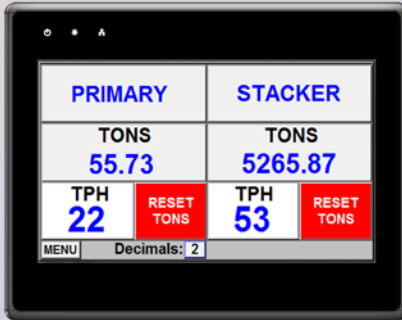 PRIMARY STACKER
TONS TONS
55.73 5265.87
TPH RESET TONS TPH RESET TONS
22 53
MENU Decimals: 2